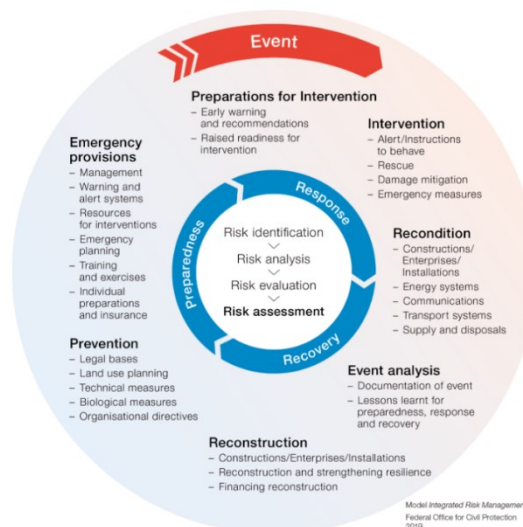 Event
Preparations for Intervention
– Early warning
and recommendations
– Raised readiness for
intervention
Intervention
– Alert/Instructions
to behave
– Rescue
– Damage mitigation
– Emergency measures
Emergency
provisions
– Management
– Warning and
alert systems
– Resources
for interventions
– Emergency
planning
– Training
and exercises
– Individual
preparations
and insurance
Preparedness
Response
Recovery
Risk identification
Risk analysis
Risk evaluation
Risk assessment
Recondition
– Constructions/
Enterprises/
Installations
– Energy systems
– Communications
– Transport systems
– Supply and disposals
Prevention
– Legal bases
– Land use planning
– Technical measures
– Biological measures
– Organisational directives
Event analysis
– Documentation of event
– Lessons learnt for
preparedness, response
and recovery
Reconstruction
– Constructions/Enterprises/Installations
– Reconstruction and strengthening resilience
– Financing reconstruction
Model Integrated Risk Manageme
Federal Office for Civil Protection
2019